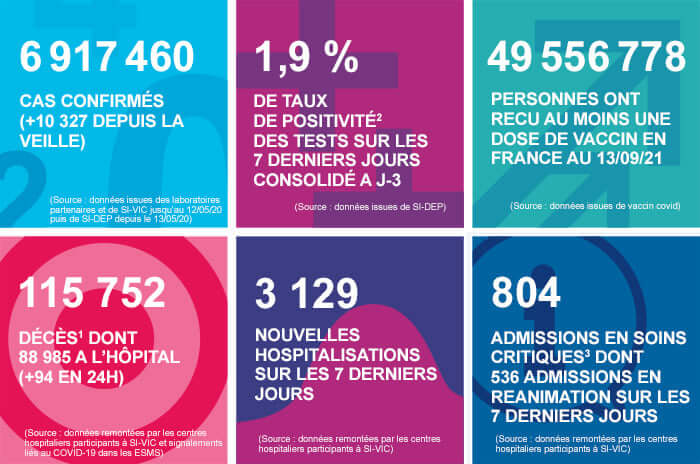 6 917 460
CAS CONFIRMÉS
(+10 327 DEPUIS LA
VEILLE)
(Source : données issues des laboratoires
partenaires et de SI-VIC jusqu'au 12/05/20
puis de SI-DEP depuis le 13/05/20)
1,9 %
DE TAUX
DE POSITIVITÉ²
DES TESTS SUR LES
7 DERNIERS JOURS
CONSOLIDÉ A J-3
(Source : données issues de SI-DEP)
49 556 778
PERSONNES ONT
RECU AU MOINS UNE
DOSE DE VACCIN EN
FRANCE AU 13/09/21
(Source : données issues de vaccin covid)
115 752
DÉCÈS¹ DONT
88 985 A L'HÔPITAL
(+94 EN 24H)
(Source : données remontées par les centres
hospitaliers participants à SI-VIC et signalements
liés au COVID-19 dans les ESMS)
3 129
NOUVELLES
HOSPITALISATIONS
SUR LES 7 DERNIERS
JOURS
(Source : données remontées par les centres
hospitaliers participants à SI-VIC)
804
ADMISSIONS EN SOINS
CRITIQUES³ DONT
536 ADMISSIONS EN
REANIMATION SUR LES
7 DERNIERS JOURS
(Source : données remontées par les centres
hospitaliers participants à SI-VIC)